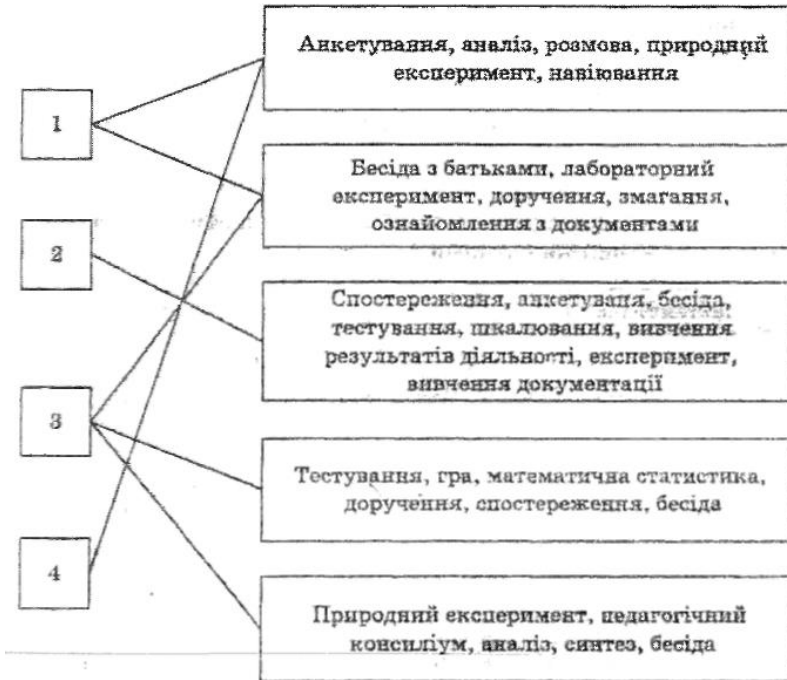 Анкетування, аналіз, розмова, природний
експеримент, навіювання
1
Бесіда з батьками, лабораторний
експеримент, доручення, змагання,
ознайомлення з документами
2
Спостереження, анкетуваня, бесіда,
тестування, шкалювання, вивчення
результатів діяльності, експеримент,
вивчення документації
3
Тестування, гра, математична статистика,
доручення, спостереження, бесіда
4
Природний експеримент, педагогічний
консиліум, аналіз, синтез, бесіда